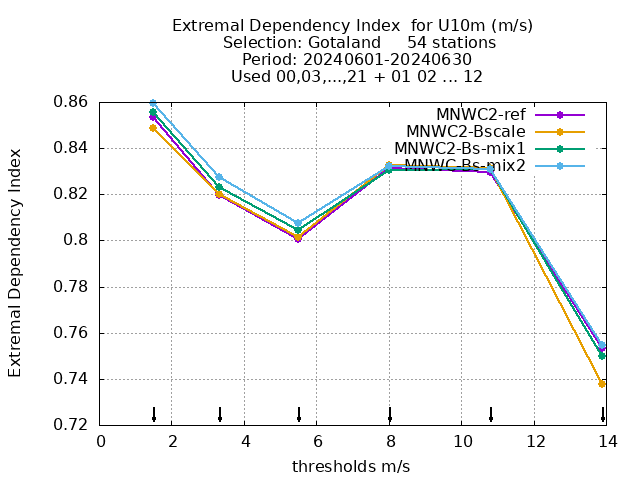 Extremal Dependency Index  for U10m (m/s)
Selection: Gotaland     54 stations
Period: 20240601-20240630
Used 00,03,...,21 + 01 02 ... 12
Extremal Dependency Index
0.86
0.84
0.82
0.8
0.78
0.76
0.74
0.72
MNWC2-ref
MNWC2-Bscale
MNWC2-Bs-mix1
MNWC-Bs-mix2
0 2 4 6 8 10 12 14
thresholds m/s